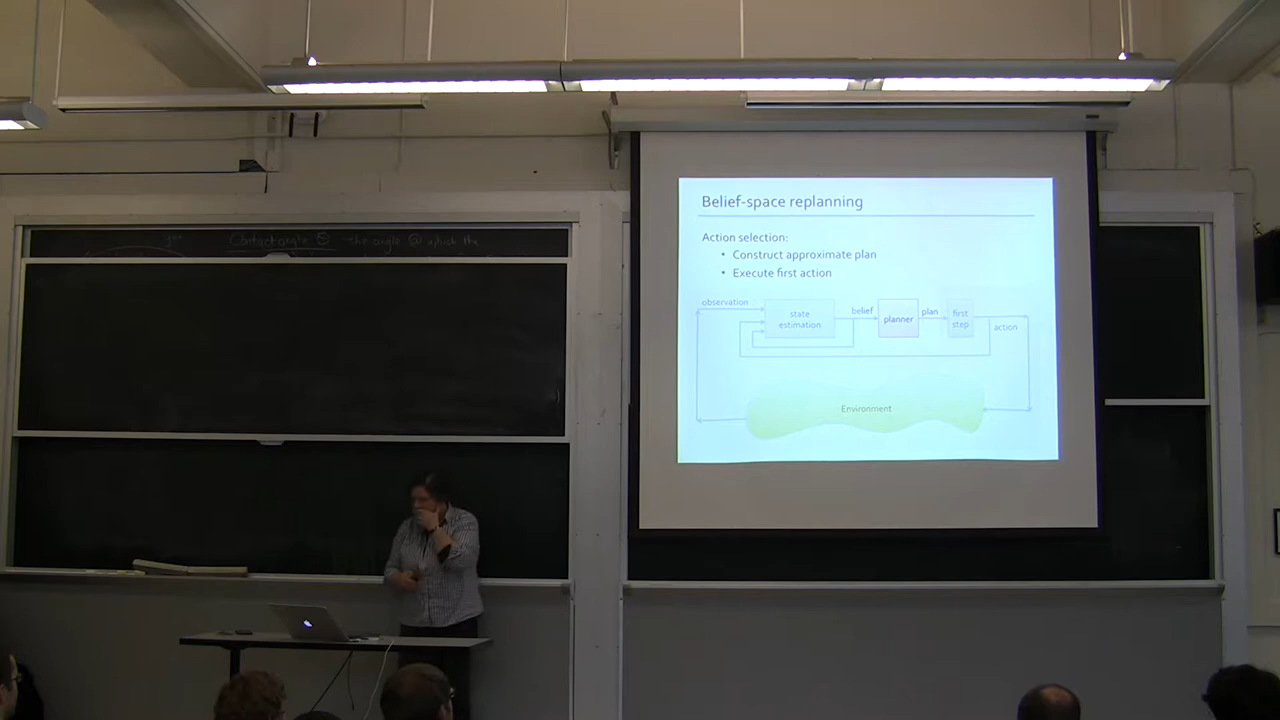 Contact angle Θ the angle @ which the
Belief-space replanning
Action selection:
• Construct approximate plan
• Execute first action
observation
state
estimation
belief
planner
plan
first
step
action
Environment